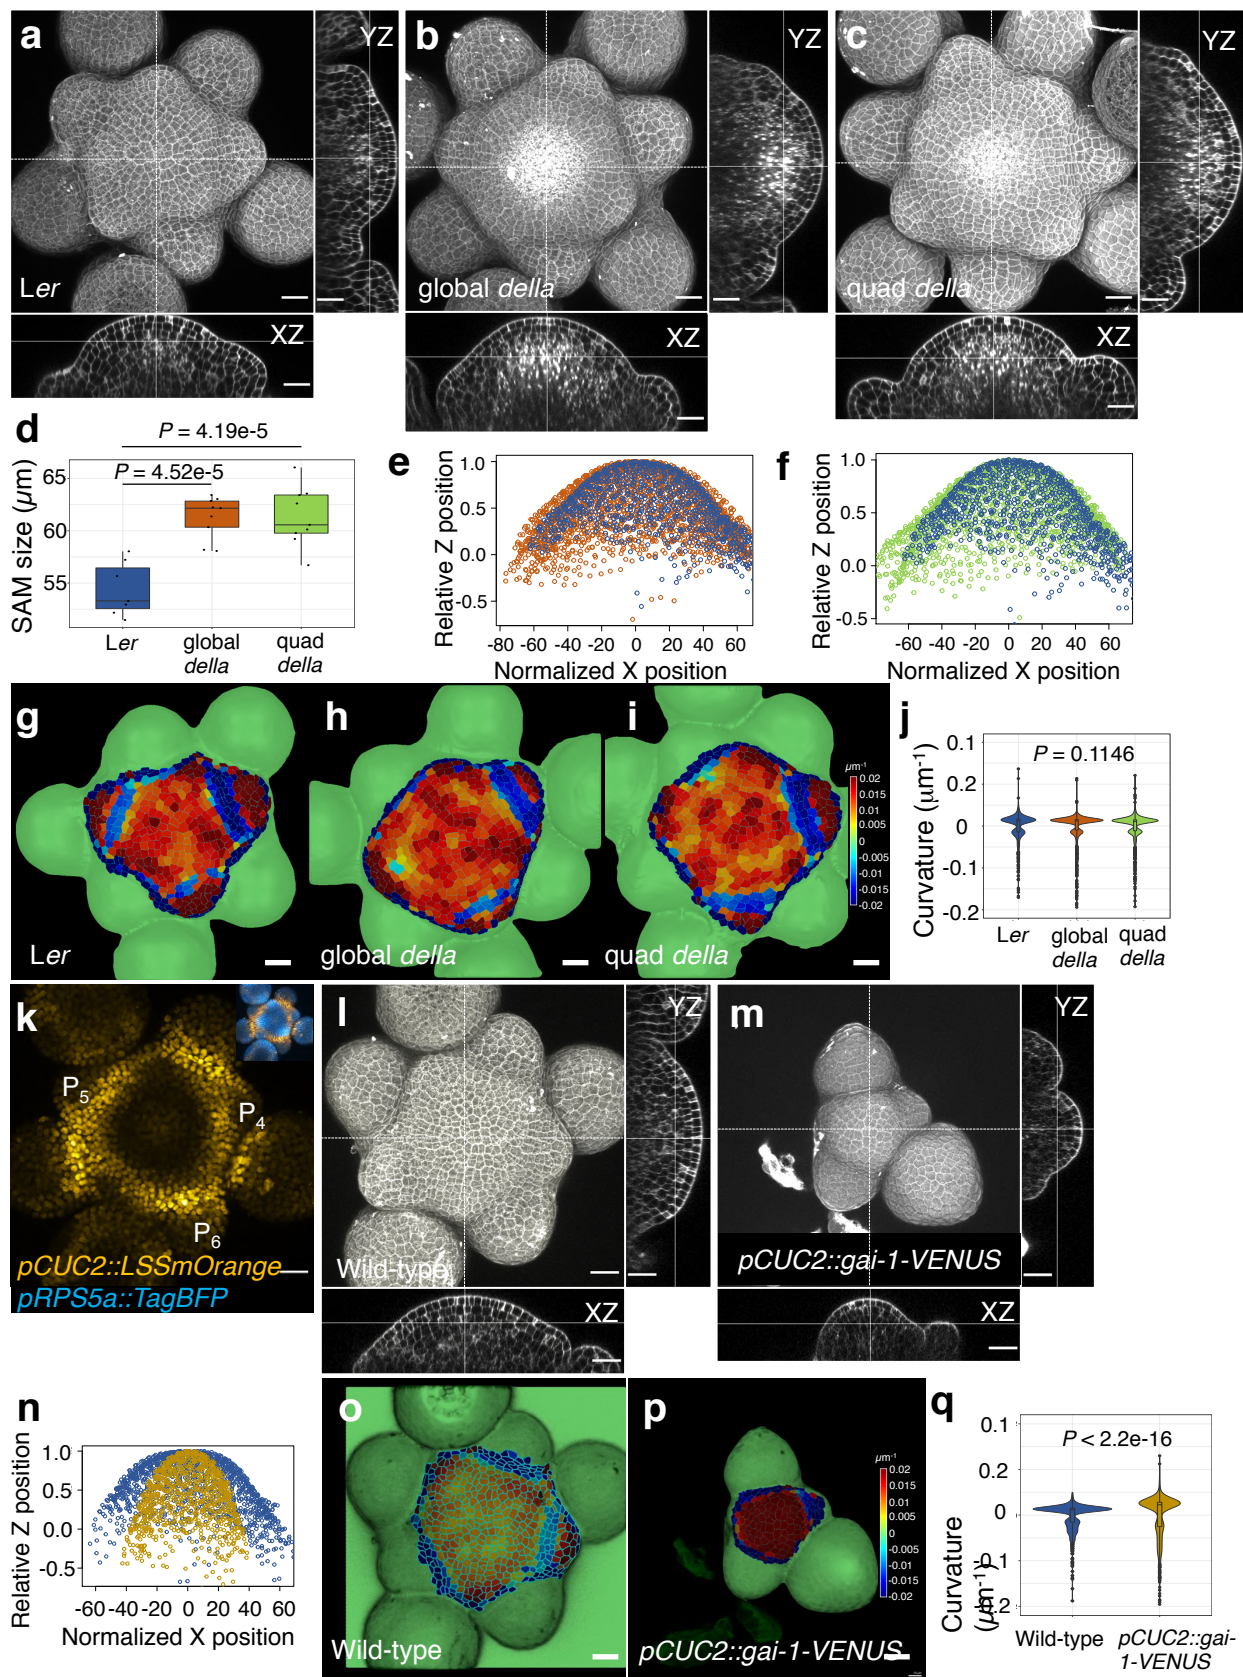 a
YZ
Ler
XZ
b
YZ
global della
XZ
c
YZ
quad della
XZ
d
P = 4.19e-5
P = 4.52e-5
SAM size (µm)
65
60
55
Ler
global
della
quad
della
e
Relative Z position
1.0
0.5
0.0
-0.5
-80 -60 -40 -20 0 20 40 60
Normalized X position
f
Relative Z position
1.0
0.5
0.0
-0.5
-60 -40 -20 0 20 40 60
Normalized X position
g
Ler
h
global della
i
quad della
µm-1
0.02
0.015
0.01
0.005
0
-0.005
-0.01
-0.015
-0.02
j
Curvature (µm-1)
P = 0.1146
0.1
0.2
0
-0.1
-0.2
Ler
global
della
quad
della
k
P5
P4
P6
pCUC2::LSSmOrange
pRPS5a::TagBFP
l
YZ
Wild-type
XZ
m
YZ
pCUC2::gai-1-VENUS
XZ
n
Relative Z position
1.0
0.5
0.0
-0.5
-60 -40 -20 0 20 40 60
Normalized X position
o
Wild-type
p
pCUC2::gai-1-VENUS
µm-1
0.02
0.015
0.01
0.005
0
-0.005
-0.01
-0.015
-0.02
q
Curvature
(µm-1)
P < 2.2e-16
0.1
0.2
0
-0.1
0.2
Wild-type
pCUC2::gai-
1-VENUS